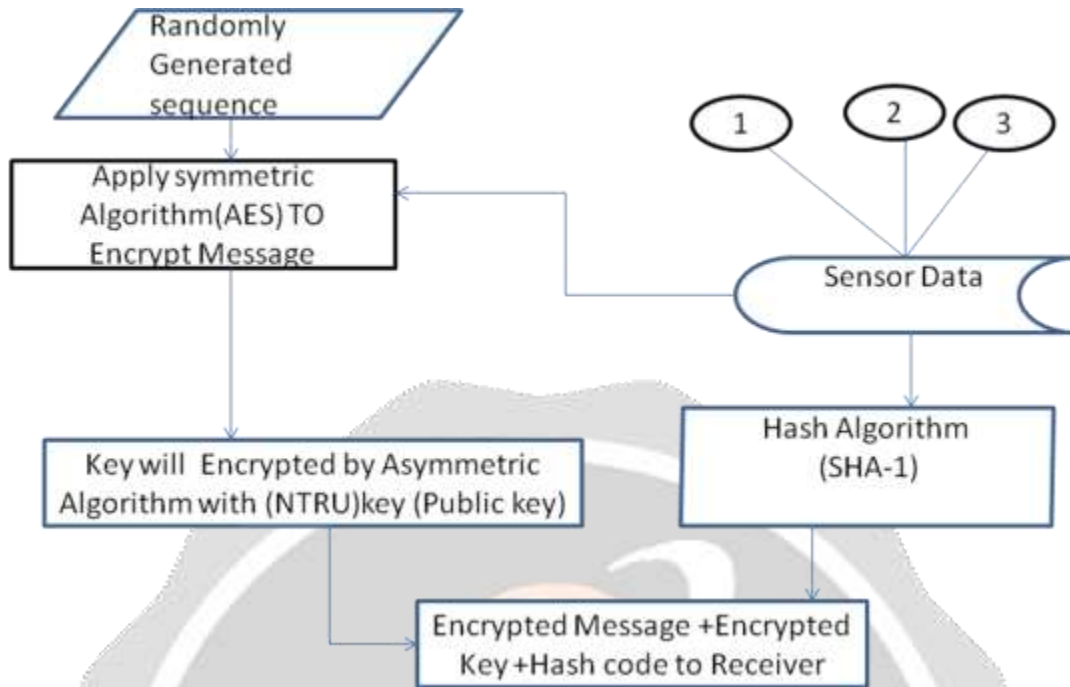 Randomly
Generated
sequence
1
2
3
Apply symmetric
Algorithm(AES) TO
Encrypt Message
Sensor Data
Key will Encrypted by Asymmetric
Algorithm with (NTRU)key (Public key)
Hash Algorithm
(SHA-1)
Encrypted Message +Encrypted
Key +Hash code to Receiver